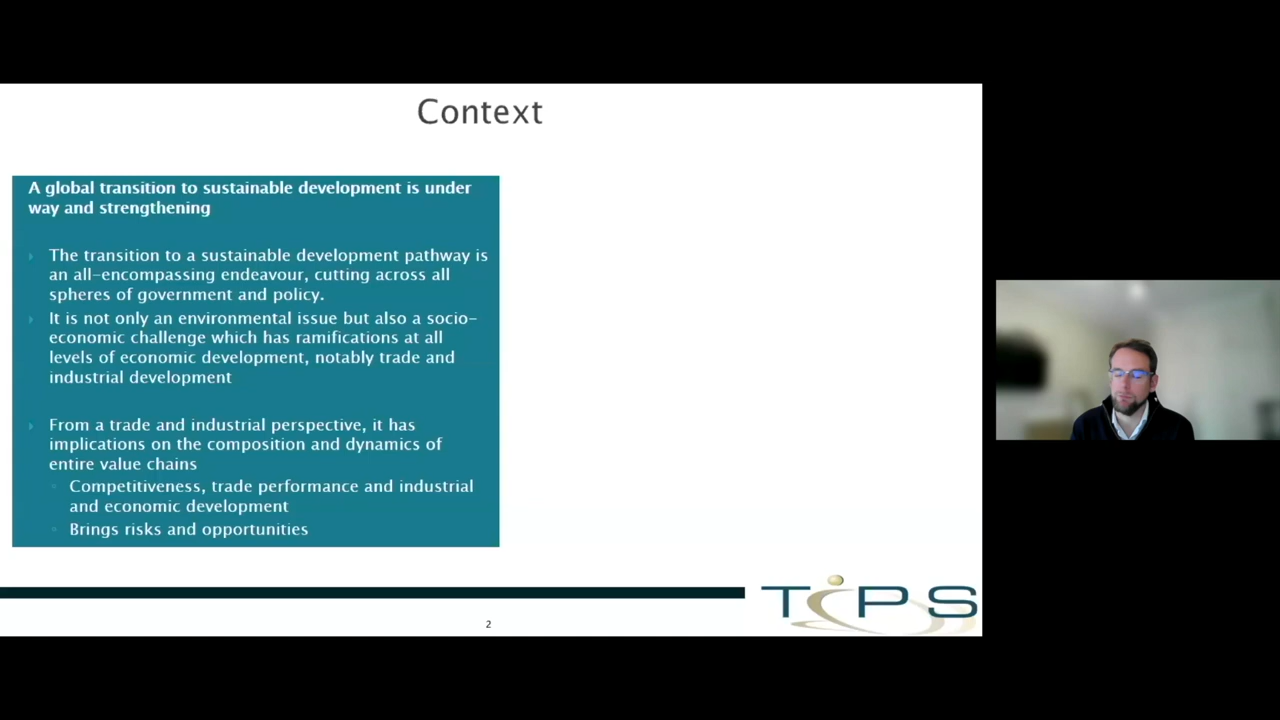 Context
A global transition to sustainable development is under
way and strengthening
The transition to a sustainable development pathway is
an all-encompassing endeavour, cutting across all
spheres of government and policy.
It is not only an environmental issue but also a socio-
economic challenge which has ramifications at all
levels of economic development, notably trade and
industrial development
From a trade and industrial perspective, it has
implications on the composition and dynamics of
entire value chains
Competitiveness, trade performance and industrial
and economic development
Brings risks and opportunities
TIPS
2